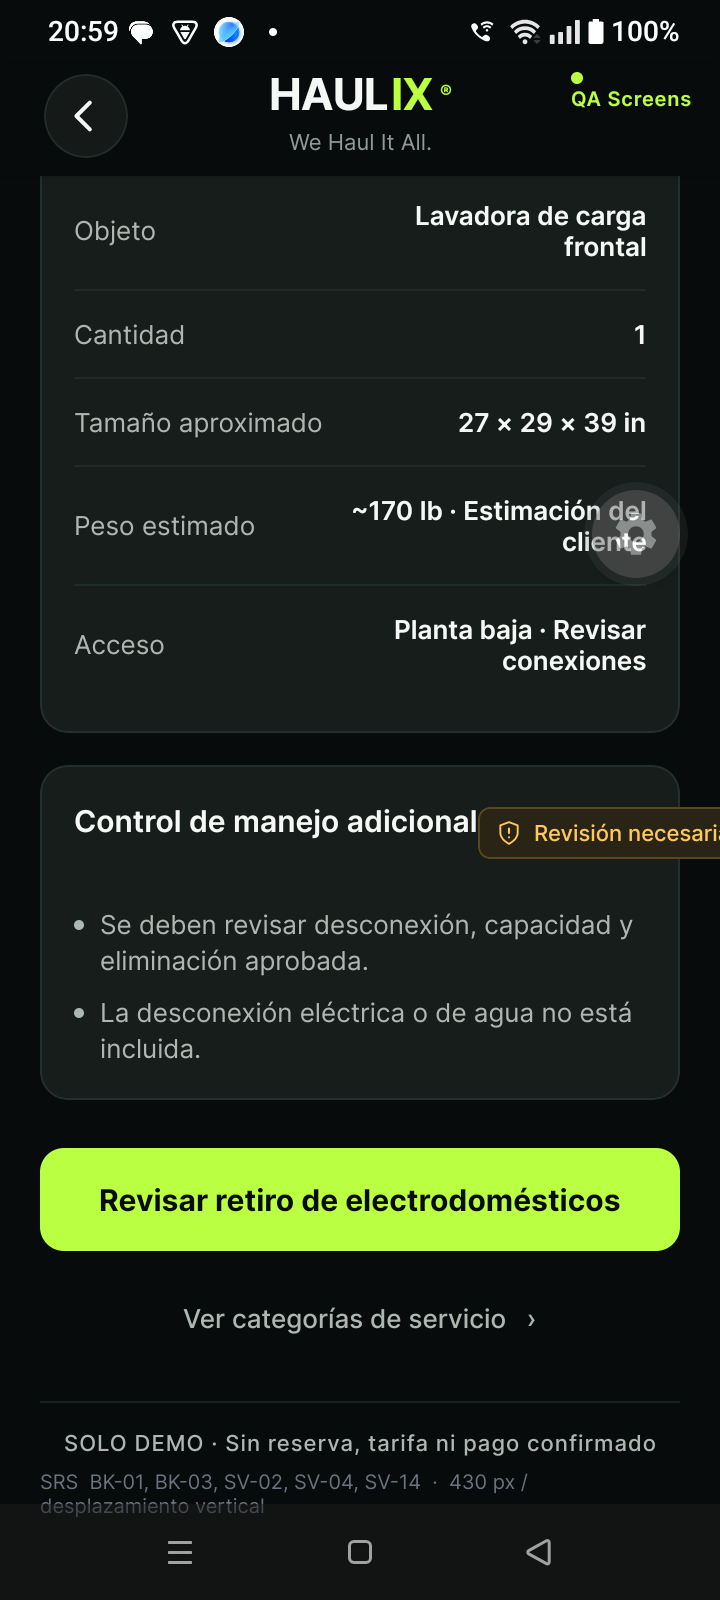 20:59
100%
HAULIX ®
QA Screens
We Haul It All.
Objeto
Lavadora de carga
frontal
Cantidad
1
Tamaño aproximado
27 × 29 × 39 in
Peso estimado
~170 lb · Estimación del
cliente
Acceso
Planta baja · Revisar
conexiones
Control de manejo adicional
Revisión necesaria
Se deben revisar desconexión, capacidad y
eliminación aprobada.
La desconexión eléctrica o de agua no está
incluida.
Revisar retiro de electrodomésticos
Ver categorías de servicio ›
SOLO DEMO · Sin reserva, tarifa ni pago confirmado
SRS BK-01, BK-03, SV-02, SV-04, SV-14 · 430 px /
desplazamiento vertical